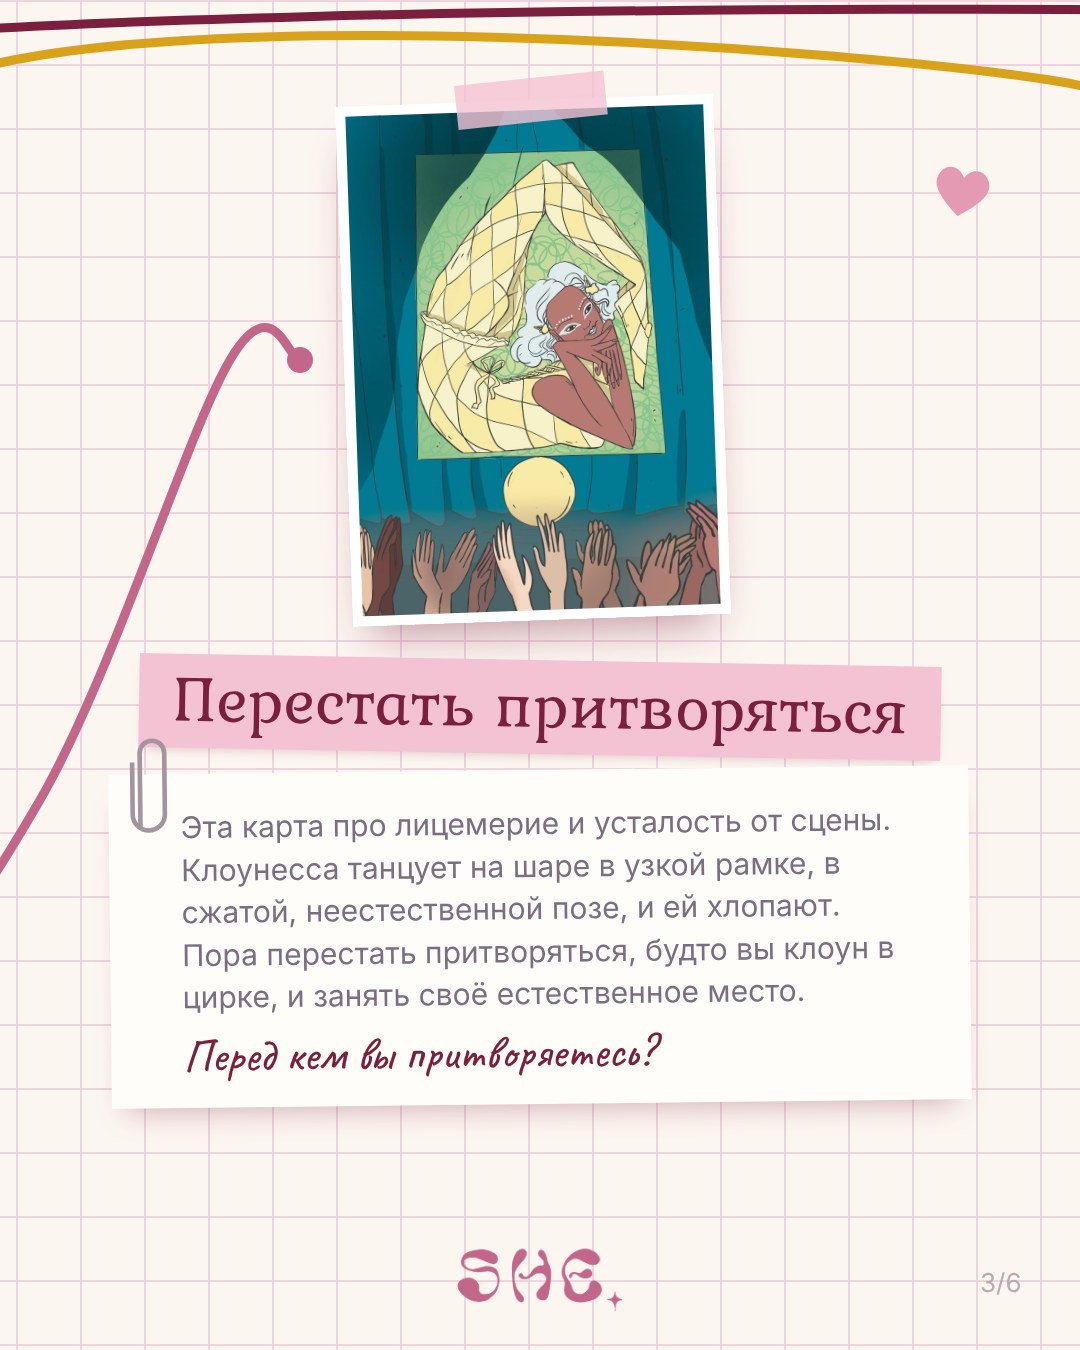 Перестать притворяться
Эта карта про лицемерие и усталость от сцены.
Клоунесса танцует на шаре в узкой рамке, в
сжатой, неестественной позе, и ей хлопают.
Пора перестать притворяться, будто вы клоун в
цирке, и занять своё естественное место.
Перед кем вы притворяетесь?
SHE
3/6